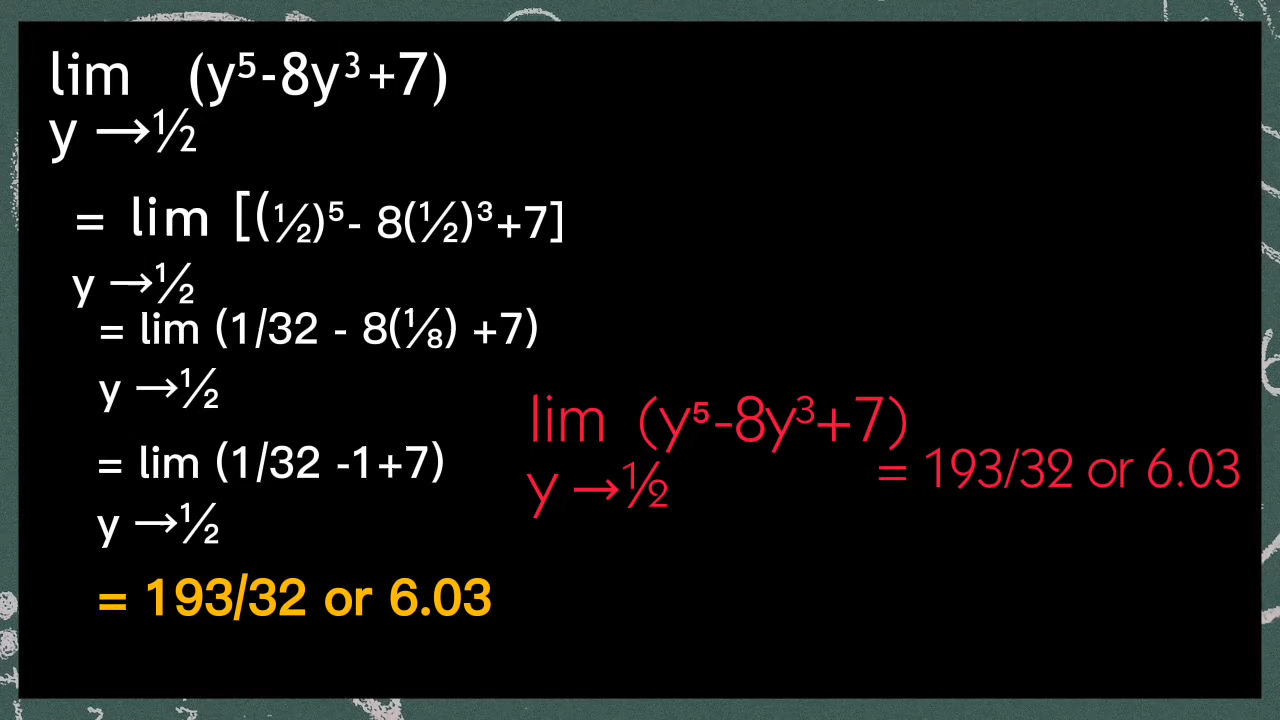 lim (y⁵-8y³+7)
y →½
= lim [(½)⁵- 8(½)³+7]
y →½
= lim (1/32 - 8(⅛) +7)
y →½
= lim (1/32 -1+7)
y →½
= 193/32 or 6.03
lim (y⁵-8y³+7)
y →½
= 193/32 or 6.03